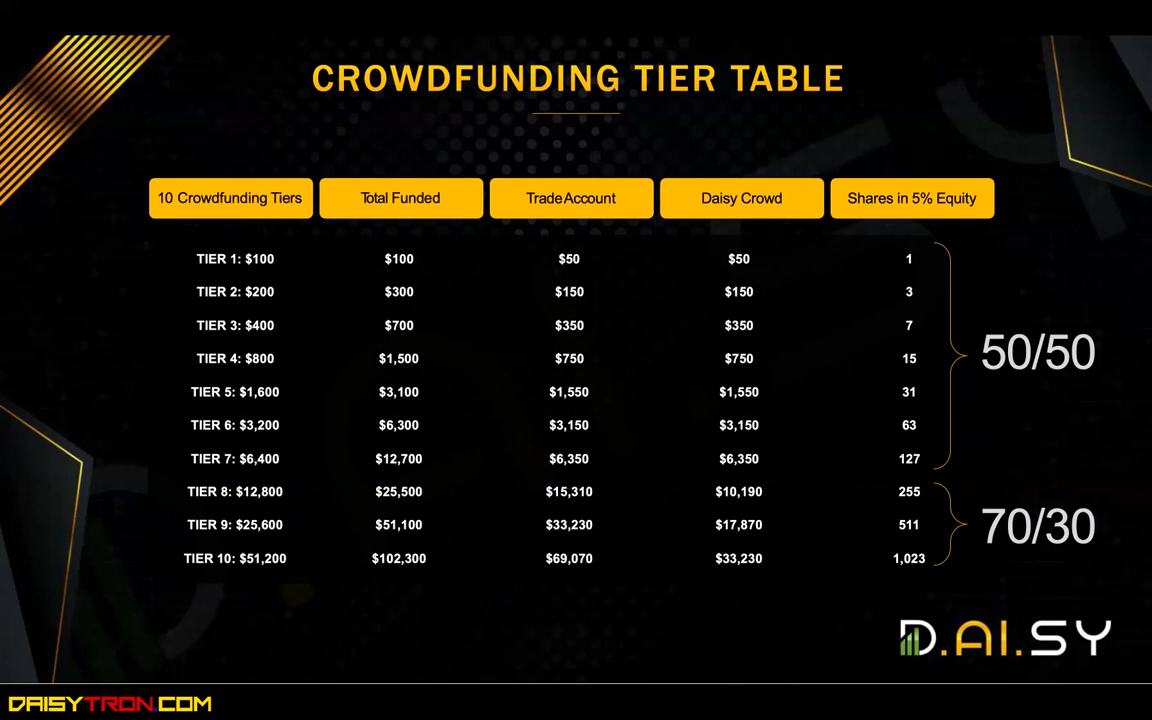 CROWDFUNDING TIER TABLE
10 Crowdfunding Tiers Total Funded Trade Account Daisy Crowd Shares in 5% Equity
TIER 1: $100 $100 $50 $50 1
TIER 2: $200 $300 $150 $150 3
TIER 3: $400 $700 $350 $350 7
TIER 4: $800 $1,500 $750 $750 15
50/50
TIER 5: $1,600 $3,100 $1,550 $1,550 31
TIER 6: $3,200 $6,300 $3,150 $3,150 63
TIER 7: $6,400 $12,700 $6,350 $6,350 127
TIER 8: $12,800 $25,500 $15,310 $10,190 255
TIER 9: $25,600 $51,100 $33,230 $17,870 511
70/30
TIER 10: $51,200 $102,300 $69,070 $33,230 1,023
D.AI.SY
DAISYTRON.COM